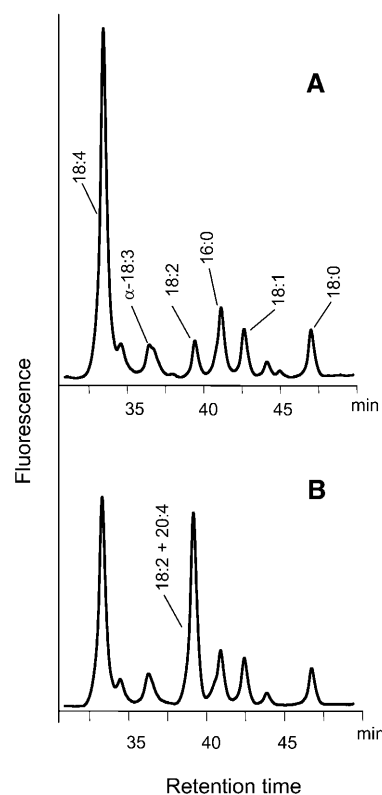 A
18:4
α-18:3
18:2
16:0
18:1
18:0
35 40 45 min
Fluorescence
B
18:2 + 20:4
35 40 45 min
Retention time